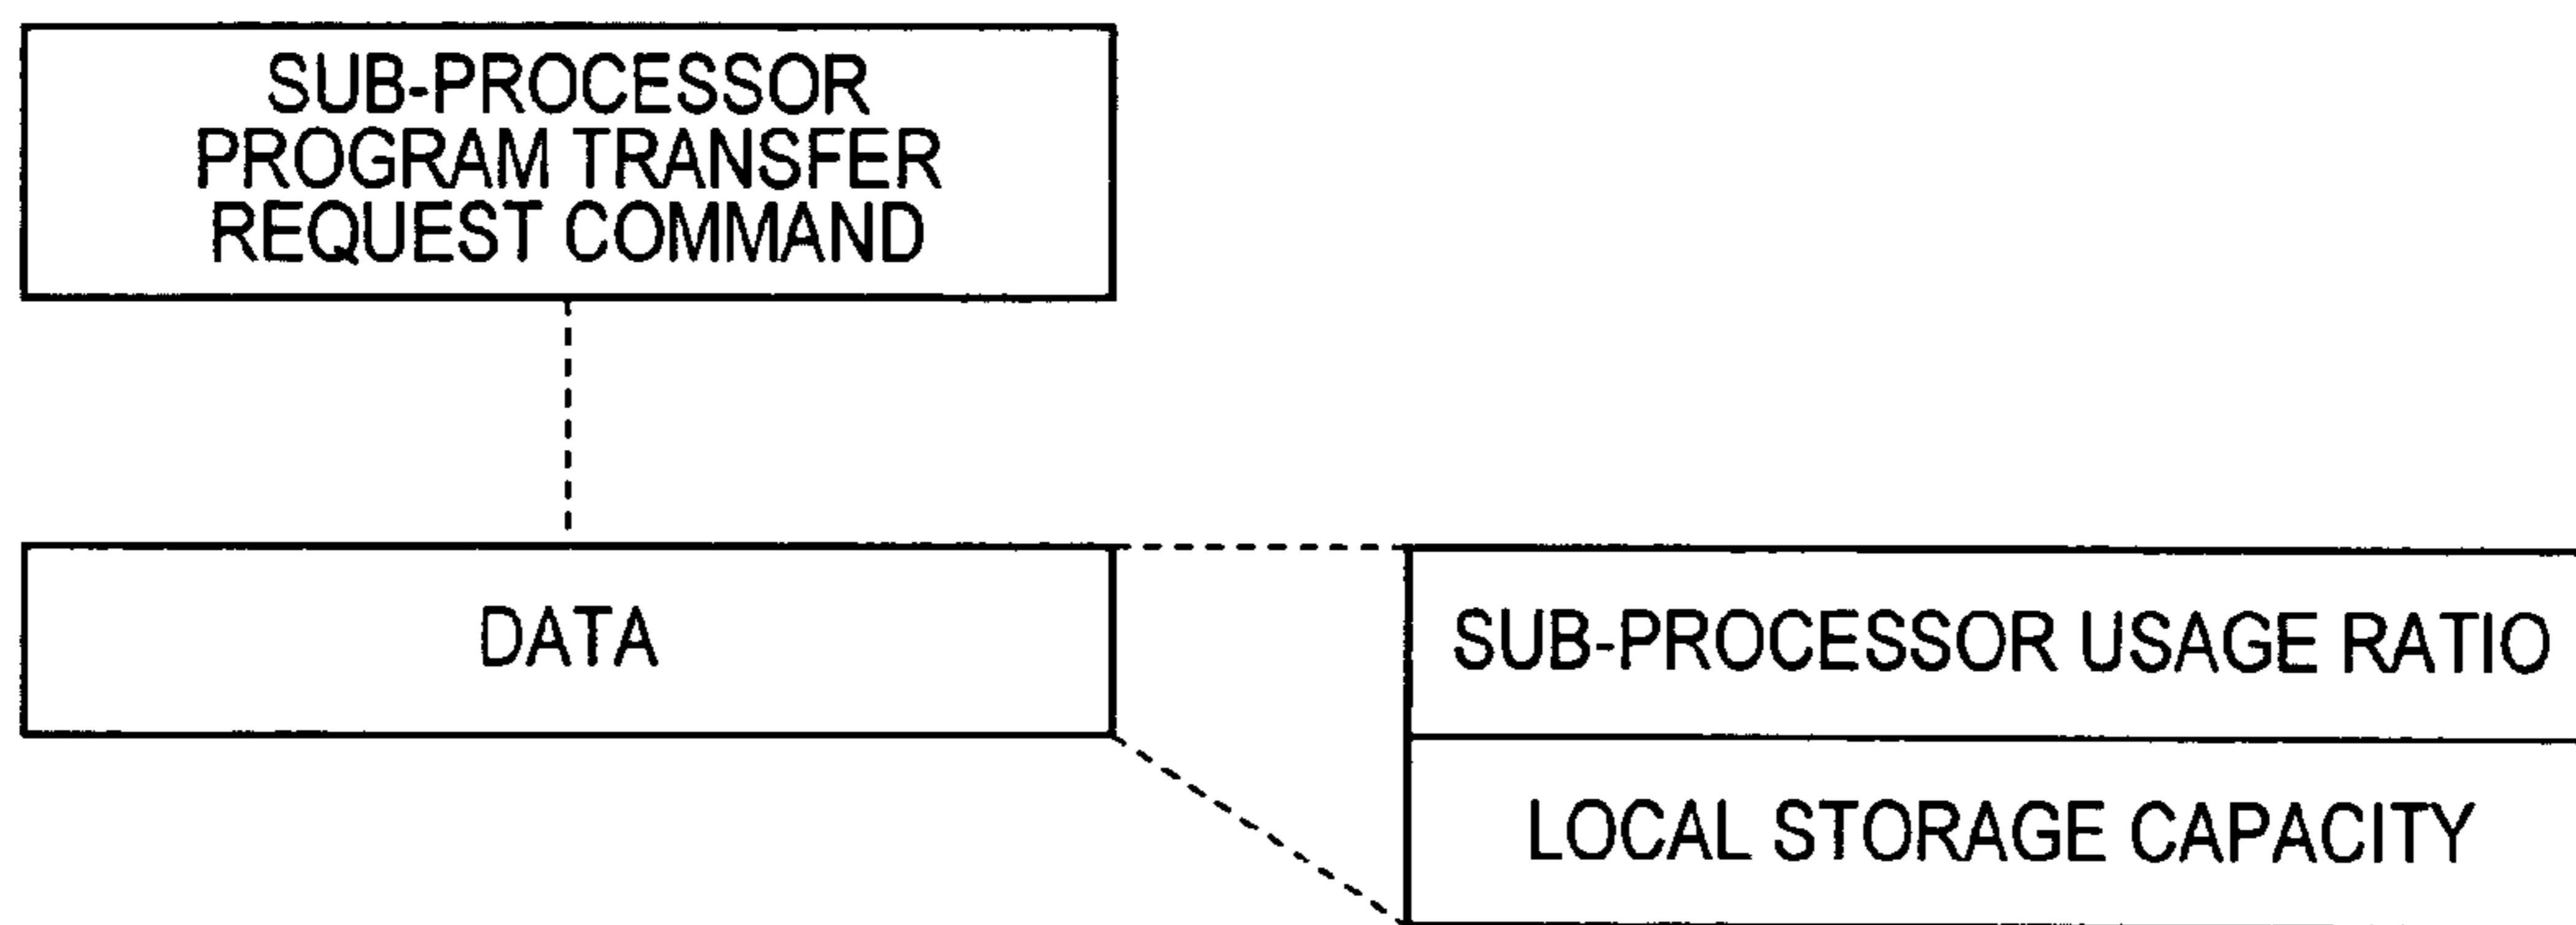 SUB-PROCESSOR
PROGRAM TRANSFER
REQUEST COMMAND
DATA
SUB-PROCESSOR USAGE RATIO
LOCAL STORAGE CAPACITY